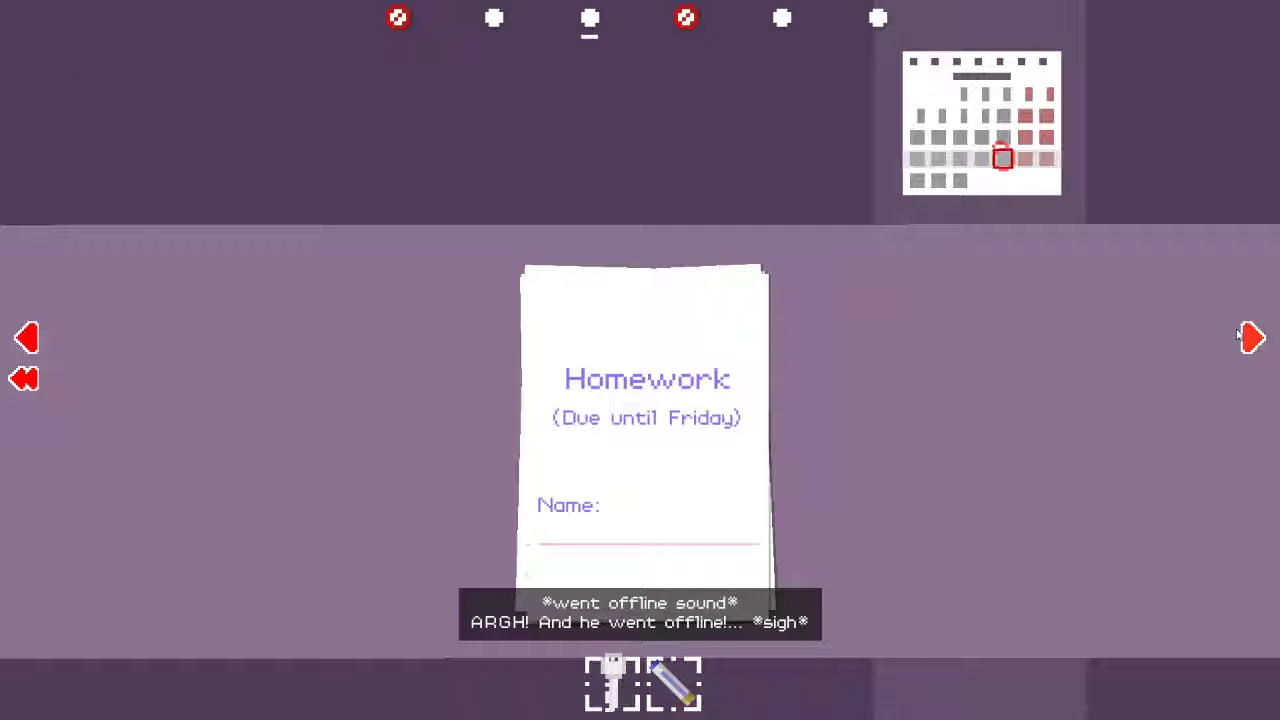 Homework
(Due until Friday)
Name:
*went offline sound*
ARGH! And he went offline!... *sigh*